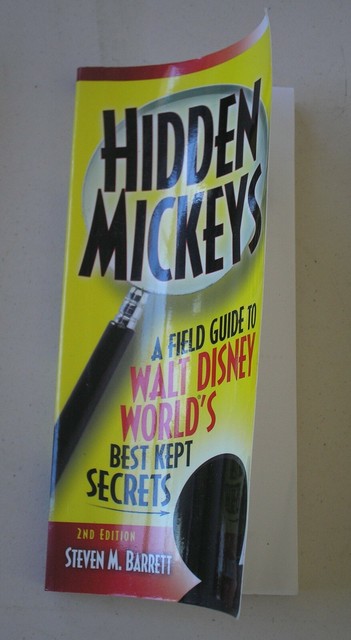 HIDDEN
MICKEYS
A FIELD GUIDE TO
WALT DISNEY
WORLD'S
BEST KEPT
SECRETS
2ND EDITION
STEVEN M. BARRETT